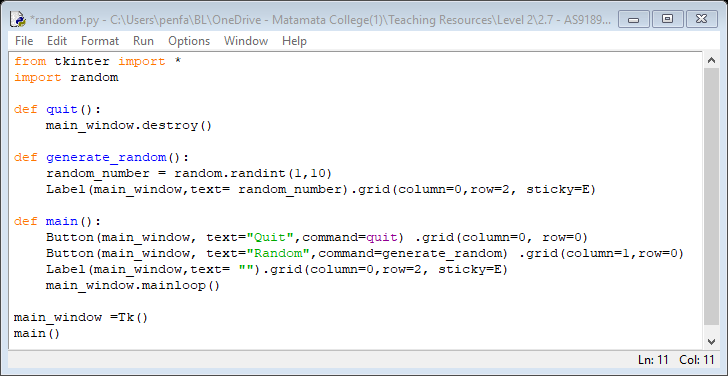 *random1.py - C:\Users\penfa\BL\OneDrive - Matamata College(1)\Teaching Resources\Level 2\2.7 - AS9189...
File Edit Format Run Options Window Help
from tkinter import *
import random

def quit():
    main_window.destroy()

def generate_random():
    random_number = random.randint(1,10)
    Label(main_window,text= random_number).grid(column=0,row=2, sticky=E)

def main():
    Button(main_window, text="Quit",command=quit) .grid(column=0, row=0)
    Button(main_window, text="Random",command=generate_random) .grid(column=1,row=0)
    Label(main_window,text= "").grid(column=0,row=2, sticky=E)
    main_window.mainloop()

main_window =Tk()
main()
Ln: 11 Col: 11